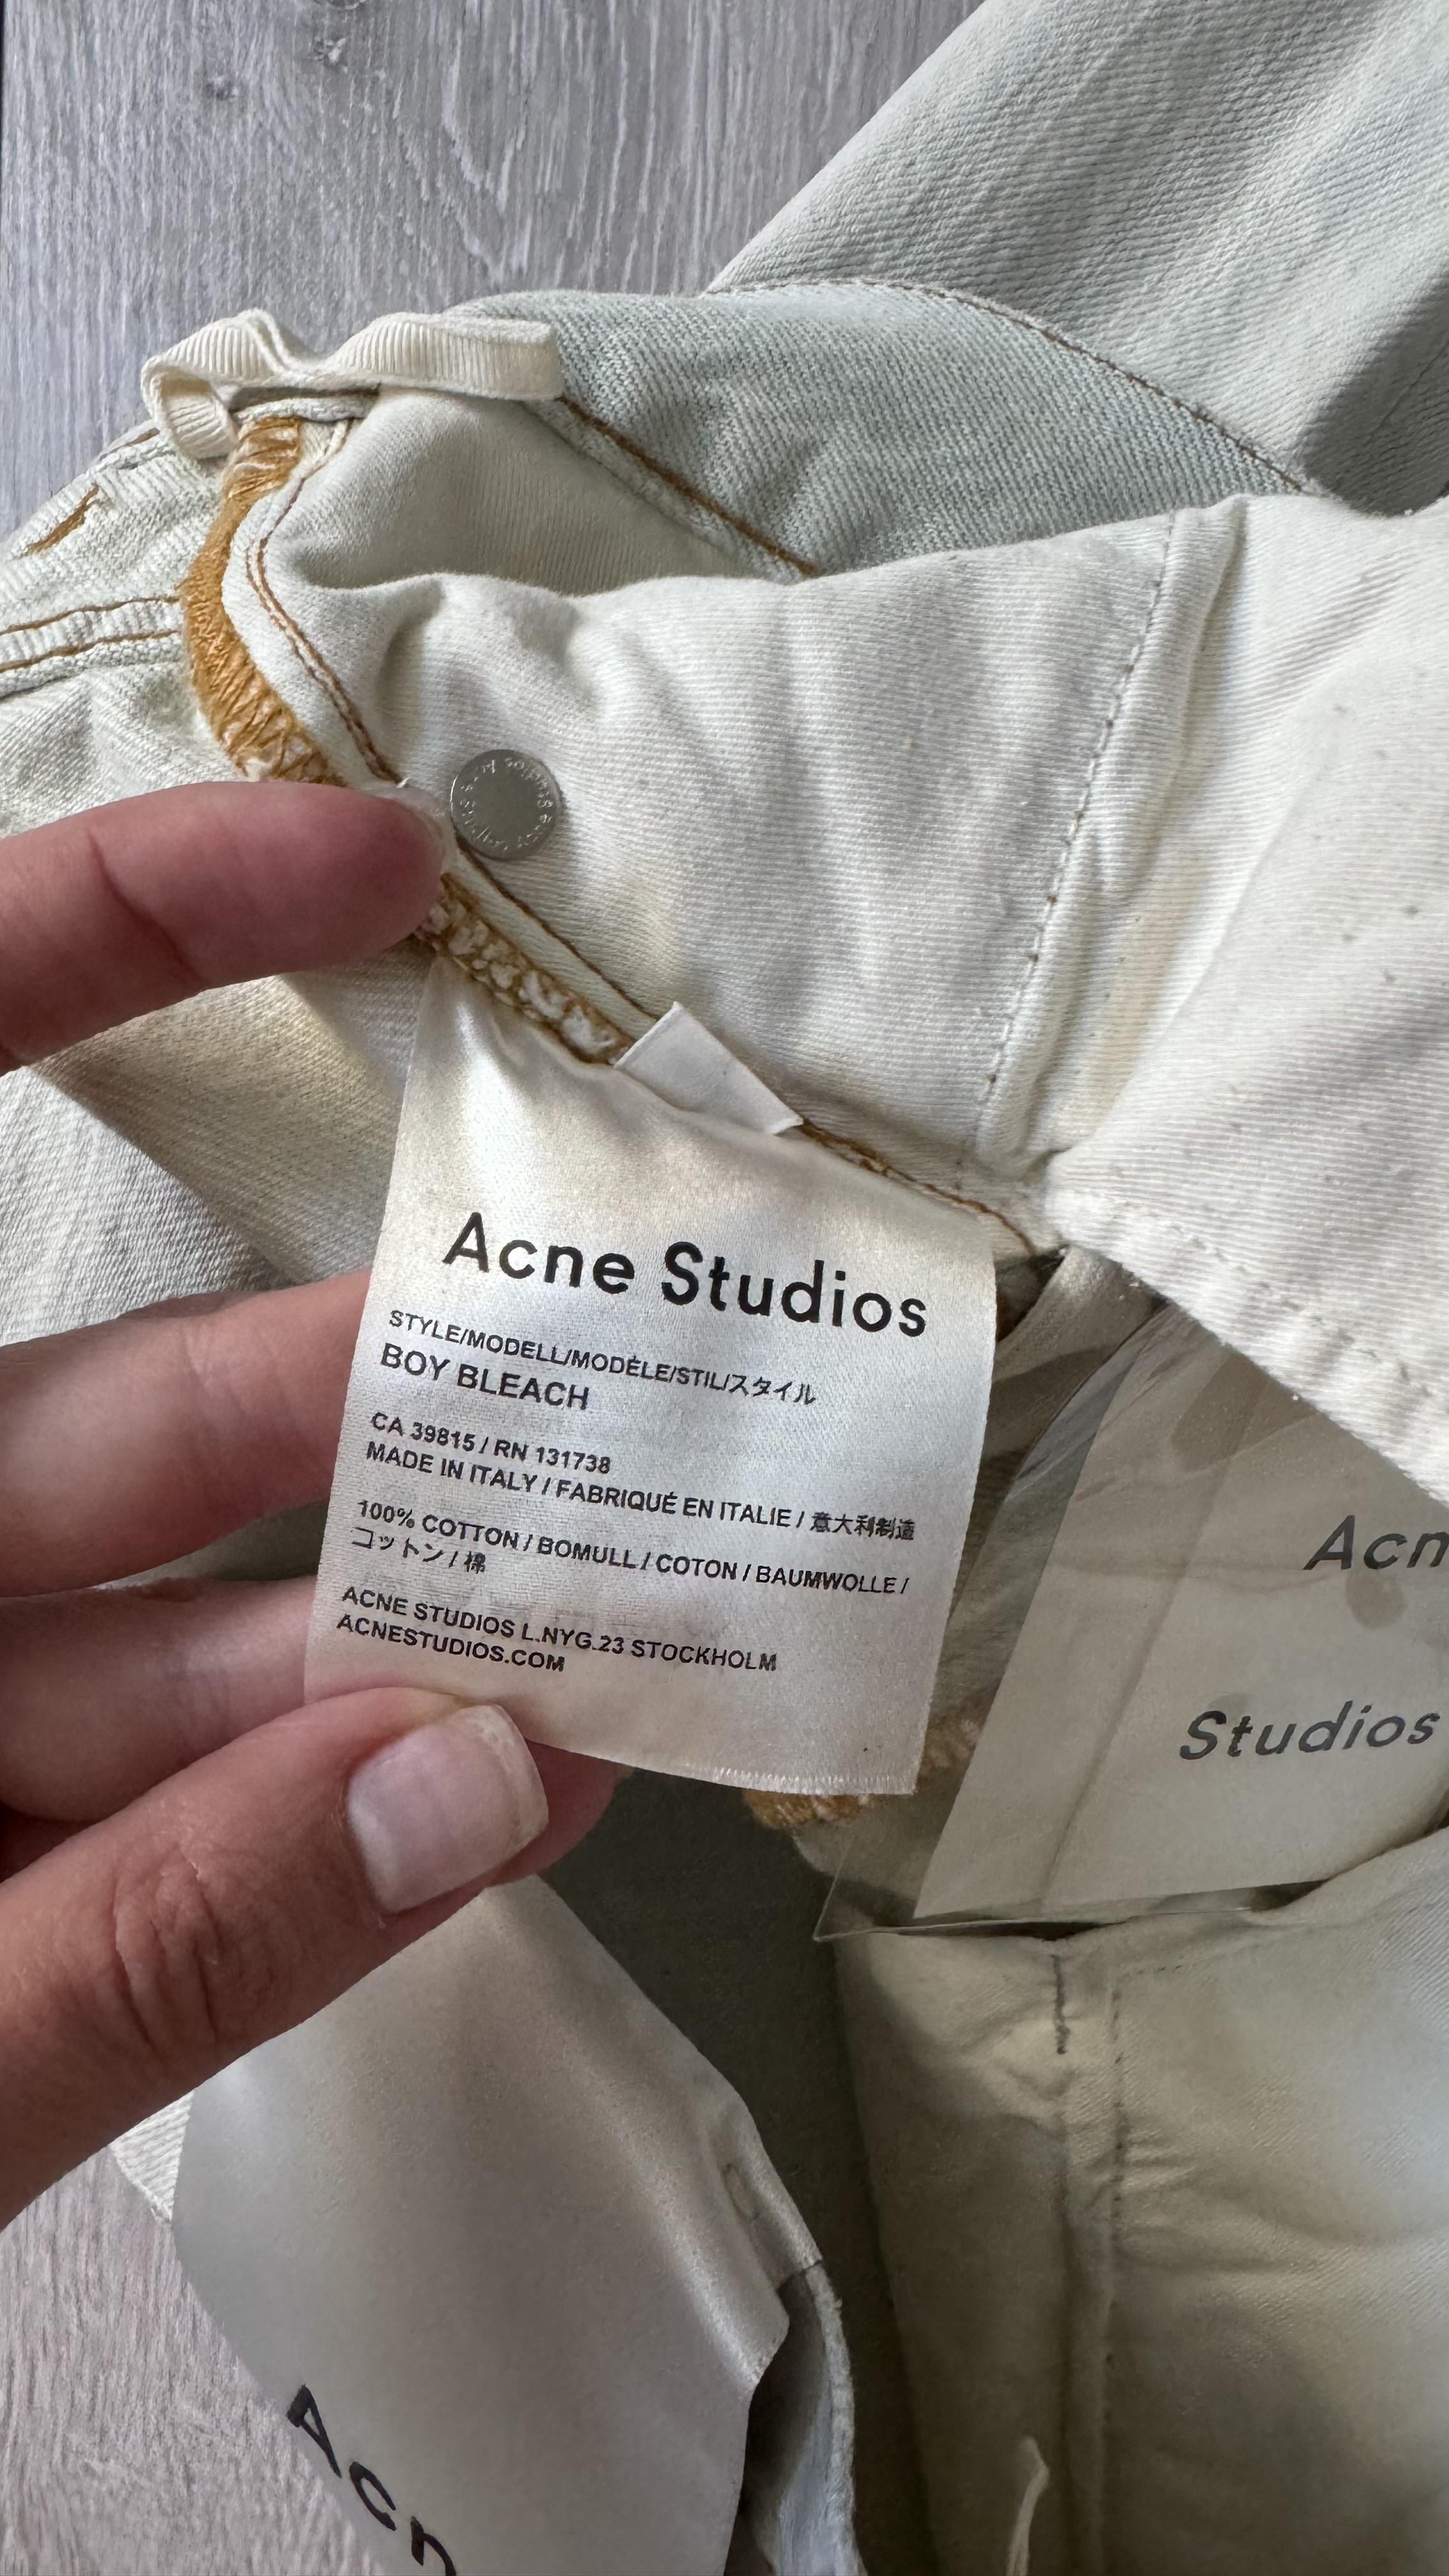 Acne Studios
STYLE/MODELL/MODÈLE/STIL/スタイル
BOY BLEACH
CA 39815 / RN 131738
MADE IN ITALY / FABRIQUÉ EN ITALIE / 意大利制造
100% COTTON / BOMULL / COTON / BAUMWOLLE /
コットン / 棉
ACNE STUDIOS L.NYG.23 STOCKHOLM
ACNESTUDIOS.COM
Acn
Studios
Acn